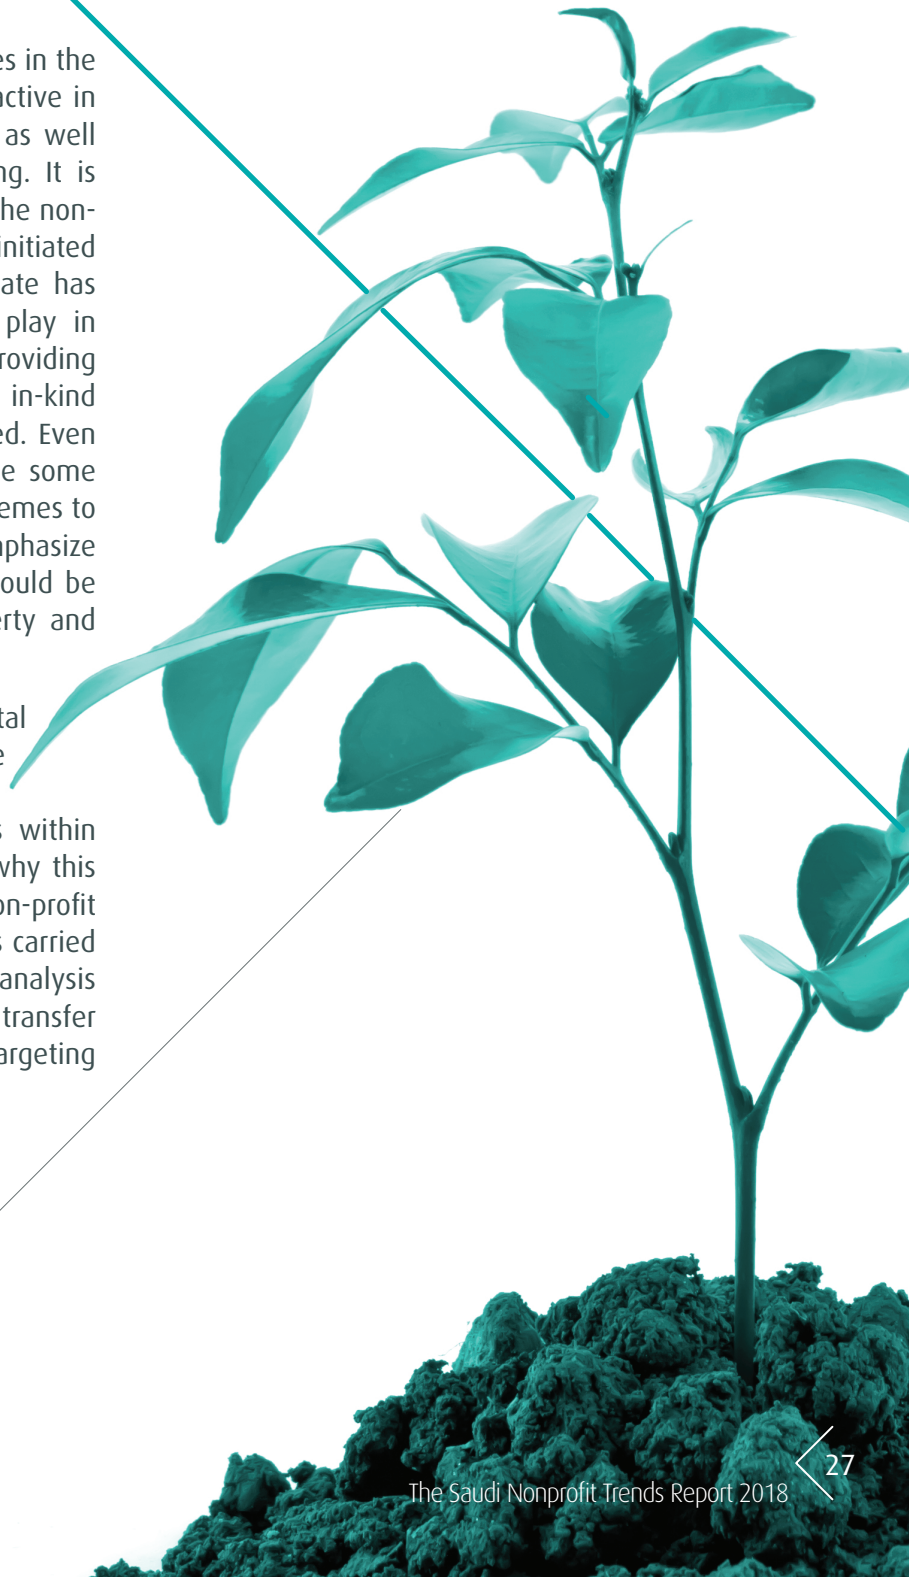 es in the
active in
as well
ng. It is
he non-
initiated
ate has
play in
roviding
in-kind
ed. Even
e some
emes to
mphasize
ould be
erty and
tal
e
s within
why this
on-profit
s carried
analysis
transfer
argeting
The Saudi Nonprofit Trends Report 2018
27